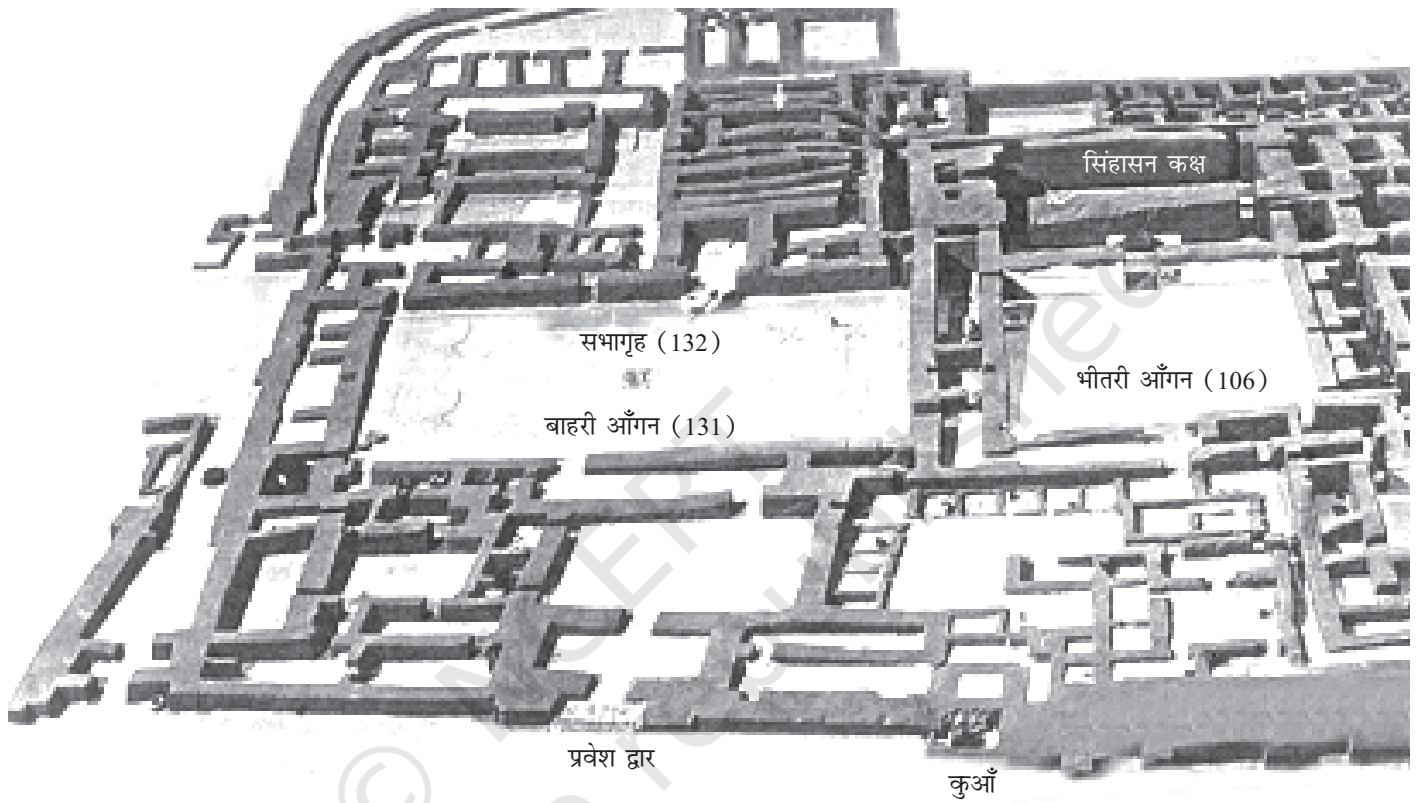 सिंहासन कक्ष
सभागृह (132)
भीतरी आँगन (106)
बाहरी आँगन (131)
प्रवेश द्वार
कुआँ